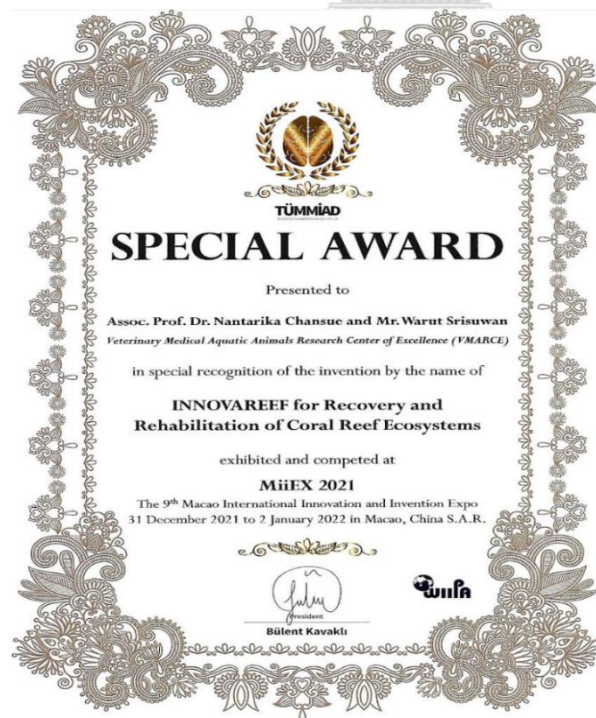 TÜMMİAD
SPECIAL AWARD
Presented to
Assoc. Prof. Dr. Nantarika Chansue and Mr. Warut Srisuwan
Veterinary Medical Aquatic Animals Research Center of Excellence (VMARCE)
in special recognition of the invention by the name of
INNOVAREEF for Recovery and
Rehabilitation of Coral Reef Ecosystems
exhibited and competed at
MiiEX 2021
The 9th Macao International Innovation and Invention Expo
31 December 2021 to 2 January 2022 in Macao, China S.A.R.
President
Bülent Kavaklı
WIIPA